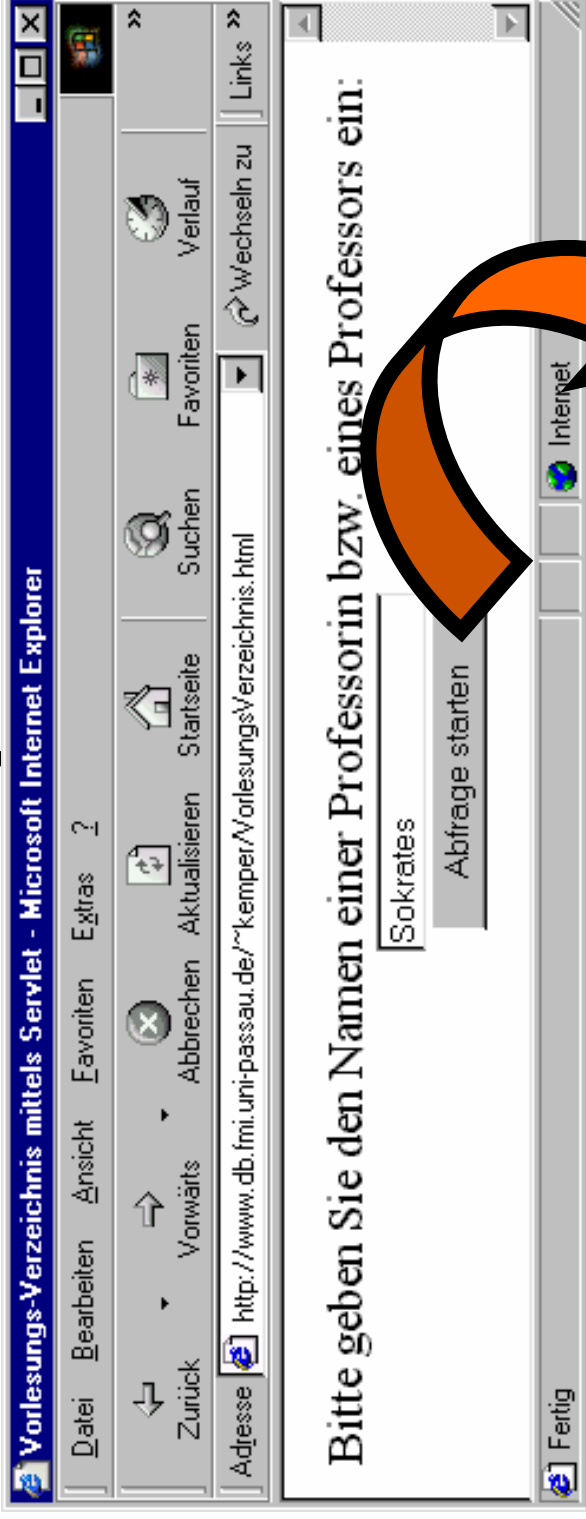 Vorlesungs-Verzeichnis mittels Servlet - Microsoft Internet Explorer
Datei Bearbeiten Ansicht Favoriten Extras ?
Zurück Vorwärts Abbrechen Aktualisieren Startseite Suchen Favoriten Verlauf »
Adresse http://www.db.fmi.uni-passau.de/~kemper/VorlesungsVerzeichnis.html Wechseln zu Links »
Bitte geben Sie den Namen einer Professorin bzw. eines Professors ein:
Sokrates
Abfrage starten
Fertig Internet